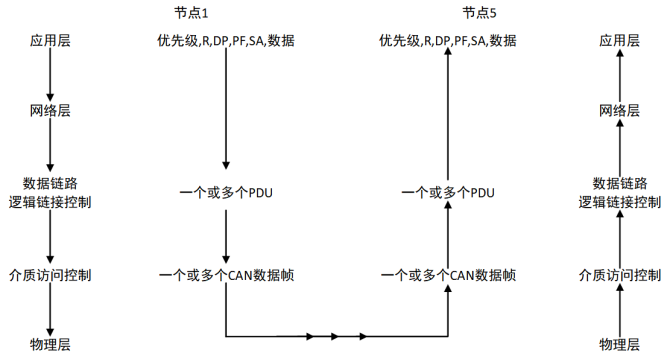 节点1 节点5
应用层 优先级,R,DP,PF,SA,数据 优先级,R,DP,PF,SA,数据 应用层
网络层 网络层
数据链路 数据链路
逻辑链接控制 一个或多个PDU 一个或多个PDU 逻辑链接控制
介质访问控制 一个或多个CAN数据帧 一个或多个CAN数据帧 介质访问控制
物理层 物理层